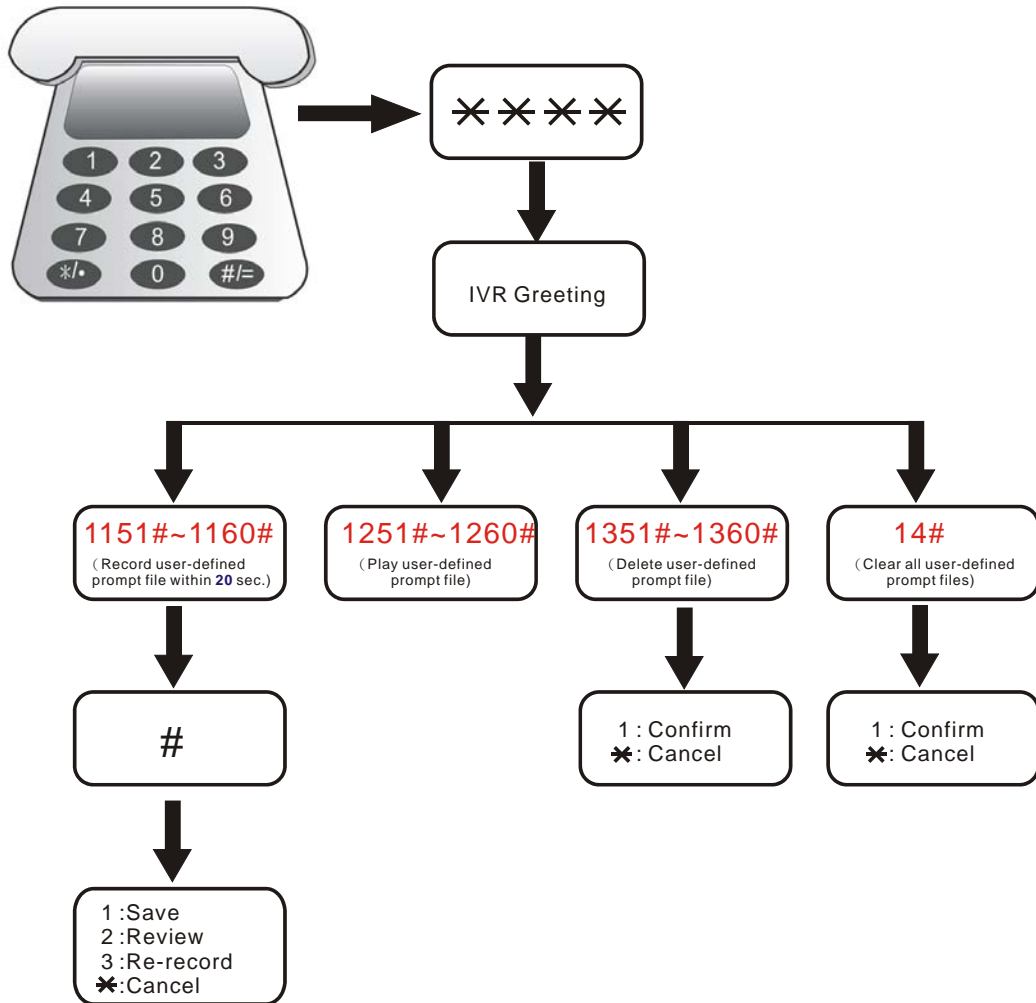 1 2 3
4 5 6
7 8 9
*/• 0 #/=
****
IVR Greeting
1151#~1160#
(Record user-defined
prompt file within 20 sec.)
1251#~1260#
(Play user-defined
prompt file)
1351#~1360#
(Delete user-defined
prompt file)
14#
(Clear all user-defined
prompt files)
#
1 :Save
2 :Review
3 :Re-record
*:Cancel
1 : Confirm
*: Cancel
1 : Confirm
*: Cancel